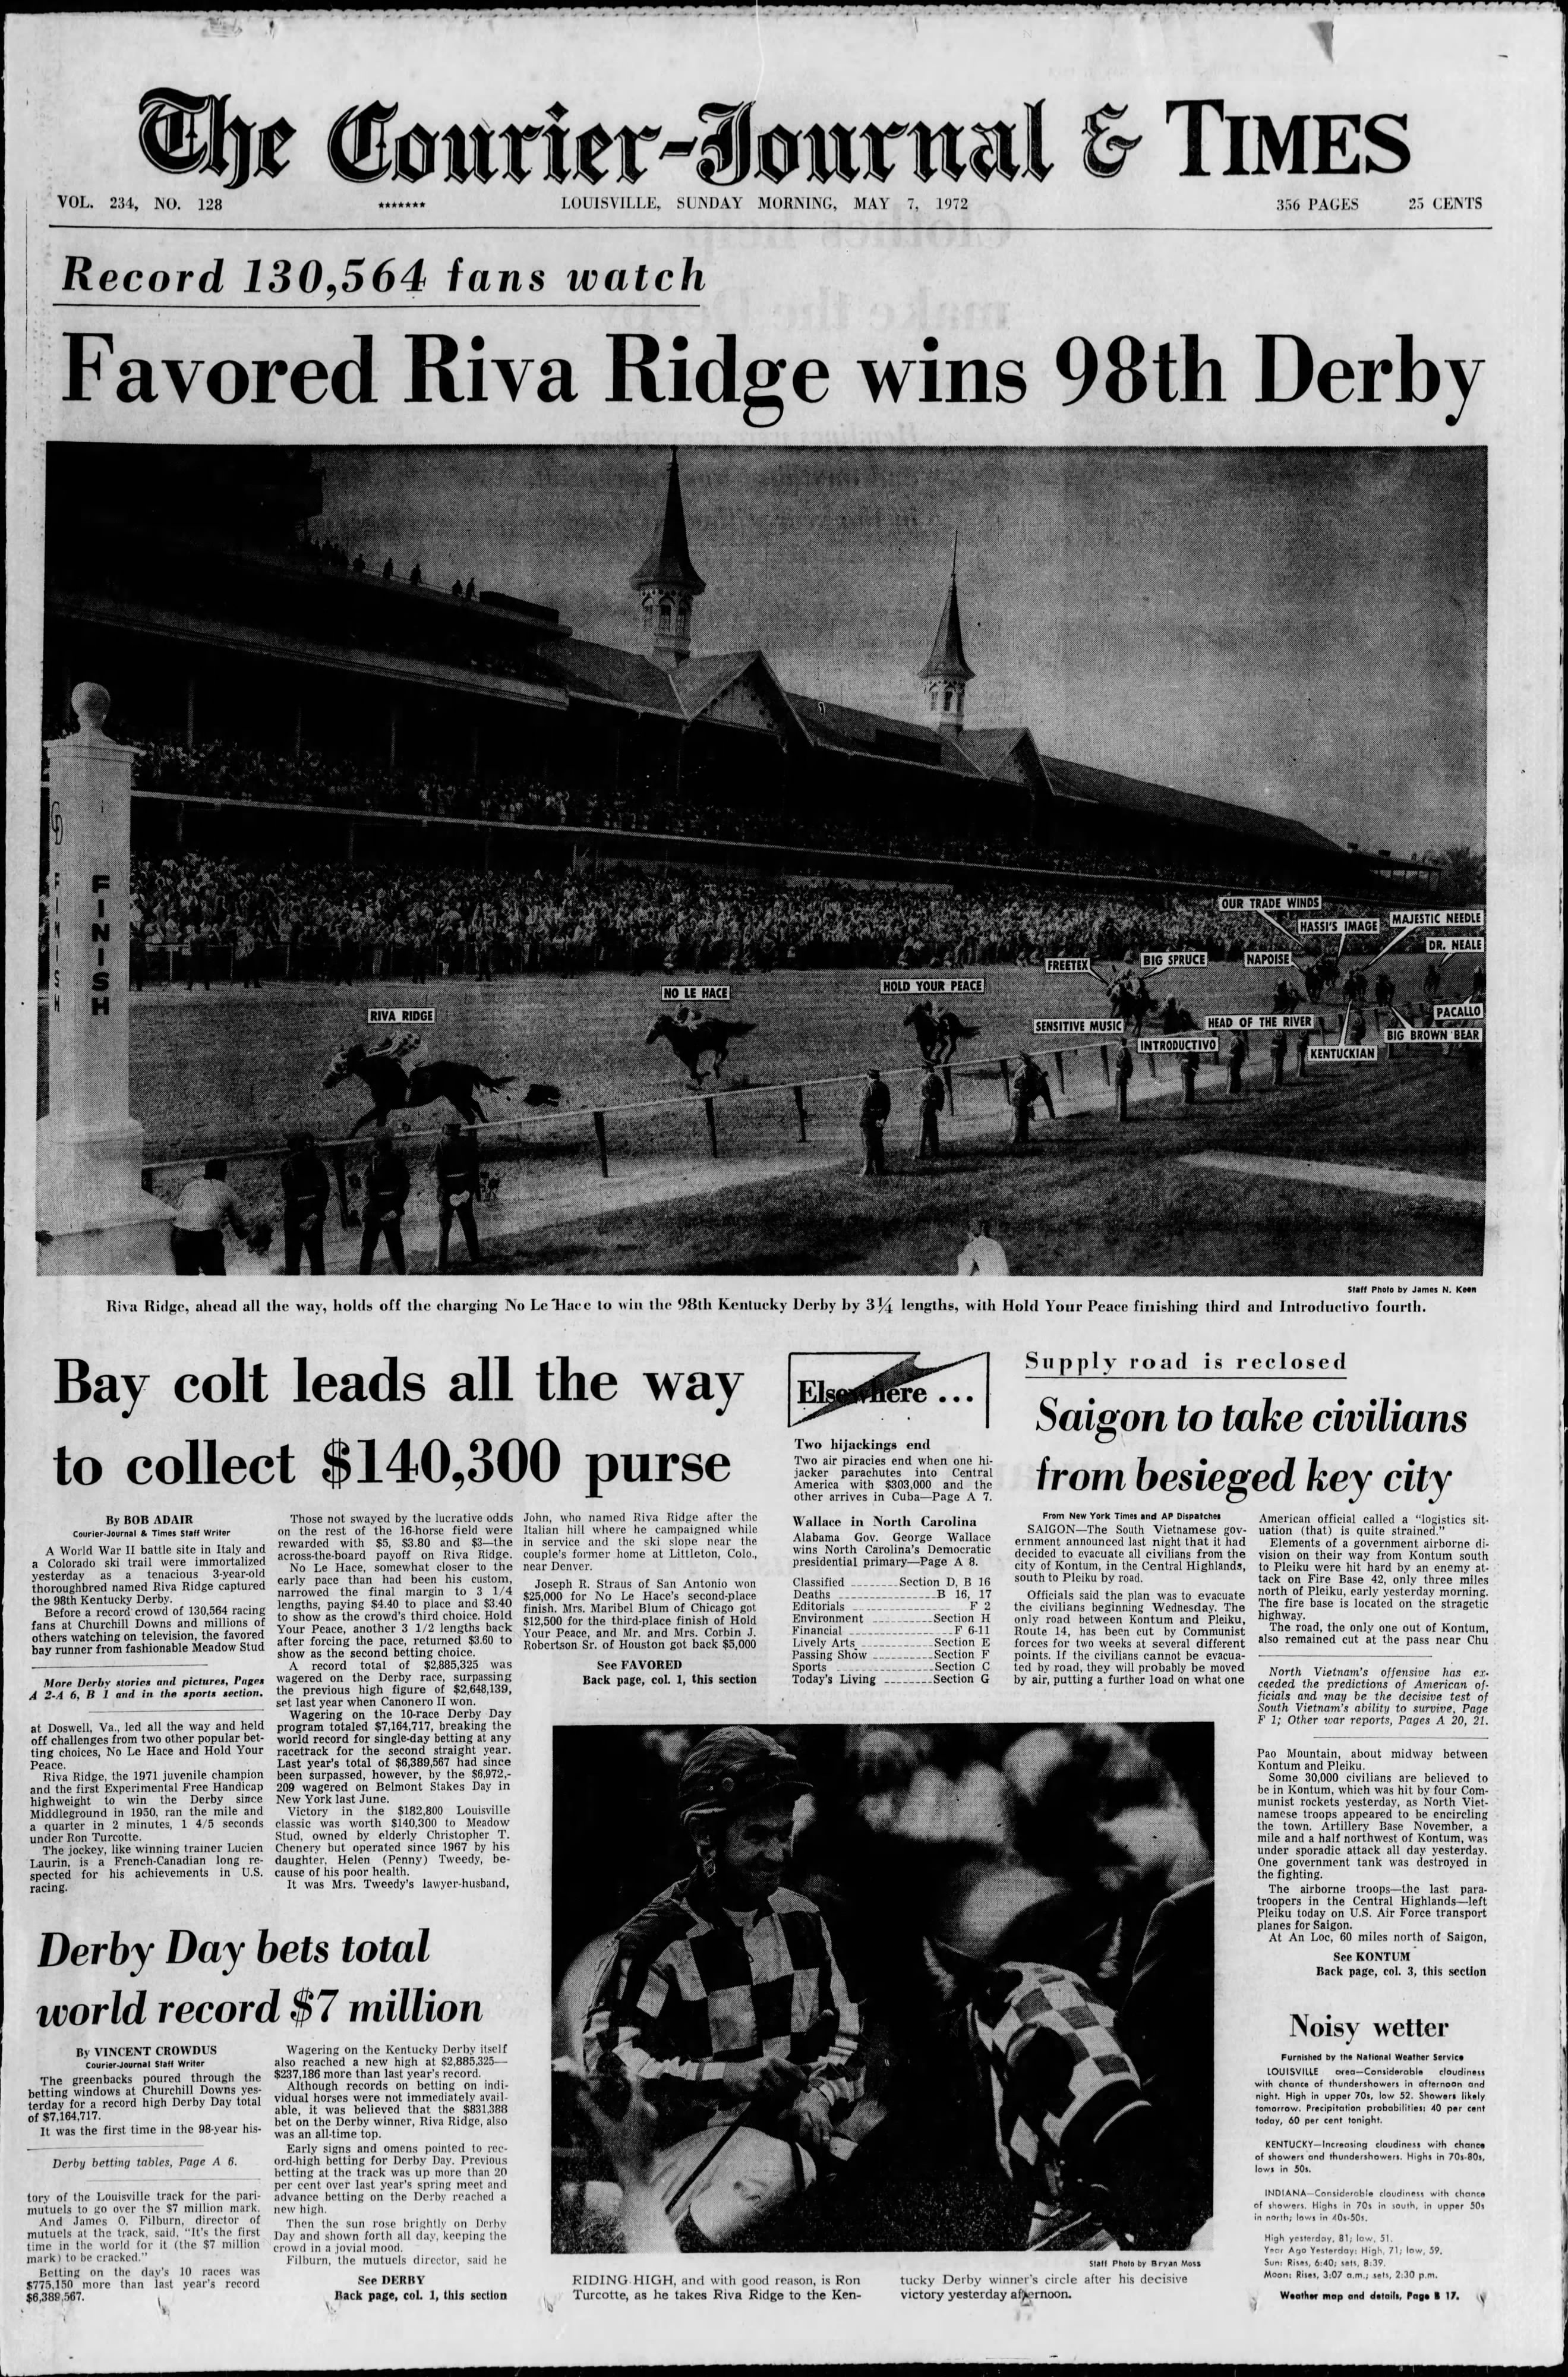 The Courier-Journal & TIMES
VOL. 234, NO. 128
*******
LOUISVILLE, SUNDAY MORNING, MAY 7, 1972
356 PAGES
25 CENTS
Record 130,564 fans watch
Favored Riva Ridge wins 98th Derby
FINISH
FINISH
RIVA RIDGE
NO LE HACE
HOLD YOUR PEACE
FREETEX
BIG SPRUCE
SENSITIVE MUSIC
INTRODUCTIVO
HEAD OF THE RIVER
NAPOISE
OUR TRADE WINDS
HASSI'S IMAGE
MAJESTIC NEEDLE
DR. NEALE
PACALLO
BIG BROWN BEAR
KENTUCKIAN
Staff Photo by James N. Keen
Riva Ridge, ahead all the way, holds off the charging No Le Hace to win the 98th Kentucky Derby by 3¼ lengths, with Hold Your Peace finishing third and Introductivo fourth.
Bay colt leads all the way
to collect $140,300 purse
By BOB ADAIR
Courier-Journal & Times Staff Writer
A World War II battle site in Italy and
a Colorado ski trail were immortalized
yesterday as a tenacious 3-year-old
thoroughbred named Riva Ridge captured
the 98th Kentucky Derby.
Before a record crowd of 130,564 racing
fans at Churchill Downs and millions of
others watching on television, the favored
bay runner from fashionable Meadow Stud
More Derby stories and pictures, Pages
A 2-A 6, B 1 and in the sports section.
at Doswell, Va., led all the way and held
off challenges from two other popular bet-
ting choices, No Le Hace and Hold Your
Peace.
Riva Ridge, the 1971 juvenile champion
and the first Experimental Free Handicap
highweight to win the Derby since
Middleground in 1950, ran the mile and
a quarter in 2 minutes, 1 4/5 seconds
under Ron Turcotte.
The jockey, like winning trainer Lucien
Laurin, is a French-Canadian long re-
spected for his achievements in U.S.
racing.
Those not swayed by the lucrative odds
on the rest of the 16-horse field were
rewarded with $5, $3.80 and $3—the
across-the-board payoff on Riva Ridge.
No Le Hace, somewhat closer to the
early pace than had been his custom,
narrowed the final margin to 3 1/4
lengths, paying $4.40 to place and $3.40
to show as the crowd's third choice. Hold
Your Peace, another 3 1/2 lengths back
after forcing the pace, returned $3.60 to
show as the second betting choice.
A record total of $2,885,325 was
wagered on the Derby race, surpassing
the previous high figure of $2,648,139,
set last year when Canonero II won.
Wagering on the 10-race Derby Day
program totaled $7,164,717, breaking the
world record for single-day betting at any
racetrack for the second straight year.
Last year's total of $6,389,567 had since
been surpassed, however, by the $6,972,-
209 wagered on Belmont Stakes Day in
New York last June.
Victory in the $182,800 Louisville
classic was worth $140,300 to Meadow
Stud, owned by elderly Christopher T.
Chenery but operated since 1967 by his
daughter, Helen (Penny) Tweedy, be-
cause of his poor health.
It was Mrs. Tweedy's lawyer-husband,
John, who named Riva Ridge after the
Italian hill where he campaigned while
in service and the ski slope near the
couple's former home at Littleton, Colo.,
near Denver.
Joseph R. Straus of San Antonio won
$25,000 for No Le Hace's second-place
finish. Mrs. Maribel Blum of Chicago got
$12,500 for the third-place finish of Hold
Your Peace, and Mr. and Mrs. Corbin J.
Robertson Sr. of Houston got back $5,000
See FAVORED
Back page, col. 1, this section
Derby Day bets total
world record $7 million
By VINCENT CROWDUS
Courier-Journal Staff Writer
The greenbacks poured through the
betting windows at Churchill Downs yes-
terday for a record high Derby Day total
of $7,164,717.
It was the first time in the 98-year his-
Derby betting tables, Page A 6.
tory of the Louisville track for the pari-
mutuels to go over the $7 million mark.
And James O. Filburn, director of
mutuels at the track, said, "It's the first
time in the world for it (the $7 million
mark) to be cracked."
Betting on the day's 10 races was
$775,150 more than last year's record
$6,389,567.
Wagering on the Kentucky Derby itself
also reached a new high at $2,885,325—
$237,186 more than last year's record.
Although records on betting on indi-
vidual horses were not immediately avail-
able, it was believed that the $831,388
bet on the Derby winner, Riva Ridge, also
was an all-time top.
Early signs and omens pointed to rec-
ord-high betting for Derby Day. Previous
betting at the track was up more than 20
per cent over last year's spring meet and
advance betting on the Derby reached a
new high.
Then the sun rose brightly on Derby
Day and shown forth all day, keeping the
crowd in a jovial mood.
Filburn, the mutuels director, said he
See DERBY
Back page, col. 1, this section
Elsewhere ...
Two hijackings end
Two air piracies end when one hi-
jacker parachutes into Central
America with $303,000 and the
other arrives in Cuba—Page A 7.
Wallace in North Carolina
Alabama Gov. George Wallace
wins North Carolina's Democratic
presidential primary—Page A 8.
Classified Section D, B 16
Deaths B 16, 17
Editorials F 2
Environment Section H
Financial F 6-11
Lively Arts Section E
Passing Show Section F
Sports Section C
Today's Living Section G
Staff Photo by Bryan Moss
RIDING HIGH, and with good reason, is Ron
Turcotte, as he takes Riva Ridge to the Ken-
tucky Derby winner's circle after his decisive
victory yesterday afternoon.
Supply road is reclosed
Saigon to take civilians
from besieged key city
From New York Times and AP Dispatches
SAIGON—The South Vietnamese gov-
ernment announced last night that it had
decided to evacuate all civilians from the
city of Kontum, in the Central Highlands,
south to Pleiku by road.
Officials said the plan was to evacuate
the civilians beginning Wednesday. The
only road between Kontum and Pleiku,
Route 14, has been cut by Communist
forces for two weeks at several different
points. If the civilians cannot be evacua-
ted by road, they will probably be moved
by air, putting a further load on what one
American official called a "logistics sit-
uation (that) is quite strained."
Elements of a government airborne di-
vision on their way from Kontum south
to Pleiku were hit hard by an enemy at-
tack on Fire Base 42, only three miles
north of Pleiku, early yesterday morning.
The fire base is located on the stragetic
highway.
The road, the only one out of Kontum,
also remained cut at the pass near Chu
North Vietnam's offensive has ex-
ceeded the predictions of American of-
ficials and may be the decisive test of
South Vietnam's ability to survive, Page
F 1; Other war reports, Pages A 20, 21.
Pao Mountain, about midway between
Kontum and Pleiku.
Some 30,000 civilians are believed to
be in Kontum, which was hit by four Com-
munist rockets yesterday, as North Viet-
namese troops appeared to be encircling
the town. Artillery Base November, a
mile and a half northwest of Kontum, was
under sporadic attack all day yesterday.
One government tank was destroyed in
the fighting.
The airborne troops—the last para-
troopers in the Central Highlands—left
Pleiku today on U.S. Air Force transport
planes for Saigon.
At An Loc, 60 miles north of Saigon,
See KONTUM
Back page, col. 3, this section
Noisy wetter
Furnished by the National Weather Service
LOUISVILLE area—Considerable cloudiness
with chance of thundershowers in afternoon and
night. High in upper 70s, low 52. Showers likely
tomorrow. Precipitation probabilities: 40 per cent
today, 60 per cent tonight.
KENTUCKY—Increasing cloudiness with chance
of showers and thundershowers. Highs in 70s-80s,
lows in 50s.
INDIANA—Considerable cloudiness with chance
of showers. Highs in 70s in south, in upper 50s
in north; lows in 40s-50s.
High yesterday, 81; low, 51.
Year Ago Yesterday: High, 71; low, 59.
Sun: Rises, 6:40; sets, 8:39.
Moon: Rises, 3:07 a.m.; sets, 2:30 p.m.
Weather map and details, Page B 17.